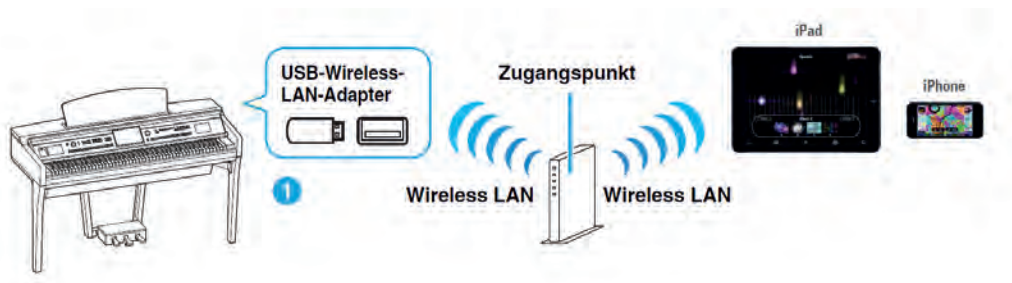 iPad
USB-Wireless-
LAN-Adapter
Zugangspunkt
iPhone
1
Wireless LAN
Wireless LAN